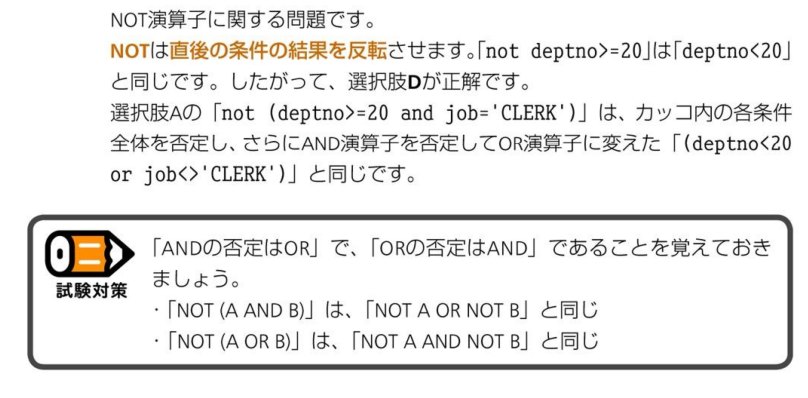 NOT演算子に関する問題です。
NOTは直後の条件の結果を反転させます。「not deptno>=20」は「deptno<20」
と同じです。したがって、選択肢Dが正解です。
選択肢Aの「not (deptno>=20 and job='CLERK')」は、カッコ内の各条件
全体を否定し、さらにAND演算子を否定してOR演算子に変えた「(deptno<20
or job<>'CLERK')」と同じです。
「ANDの否定はOR」で、「ORの否定はAND」であることを覚えておき
ましょう。
試験対策
・「NOT (A AND B)」は、「NOT A OR NOT B」と同じ
・「NOT (A OR B)」は、「NOT A AND NOT B」と同じ